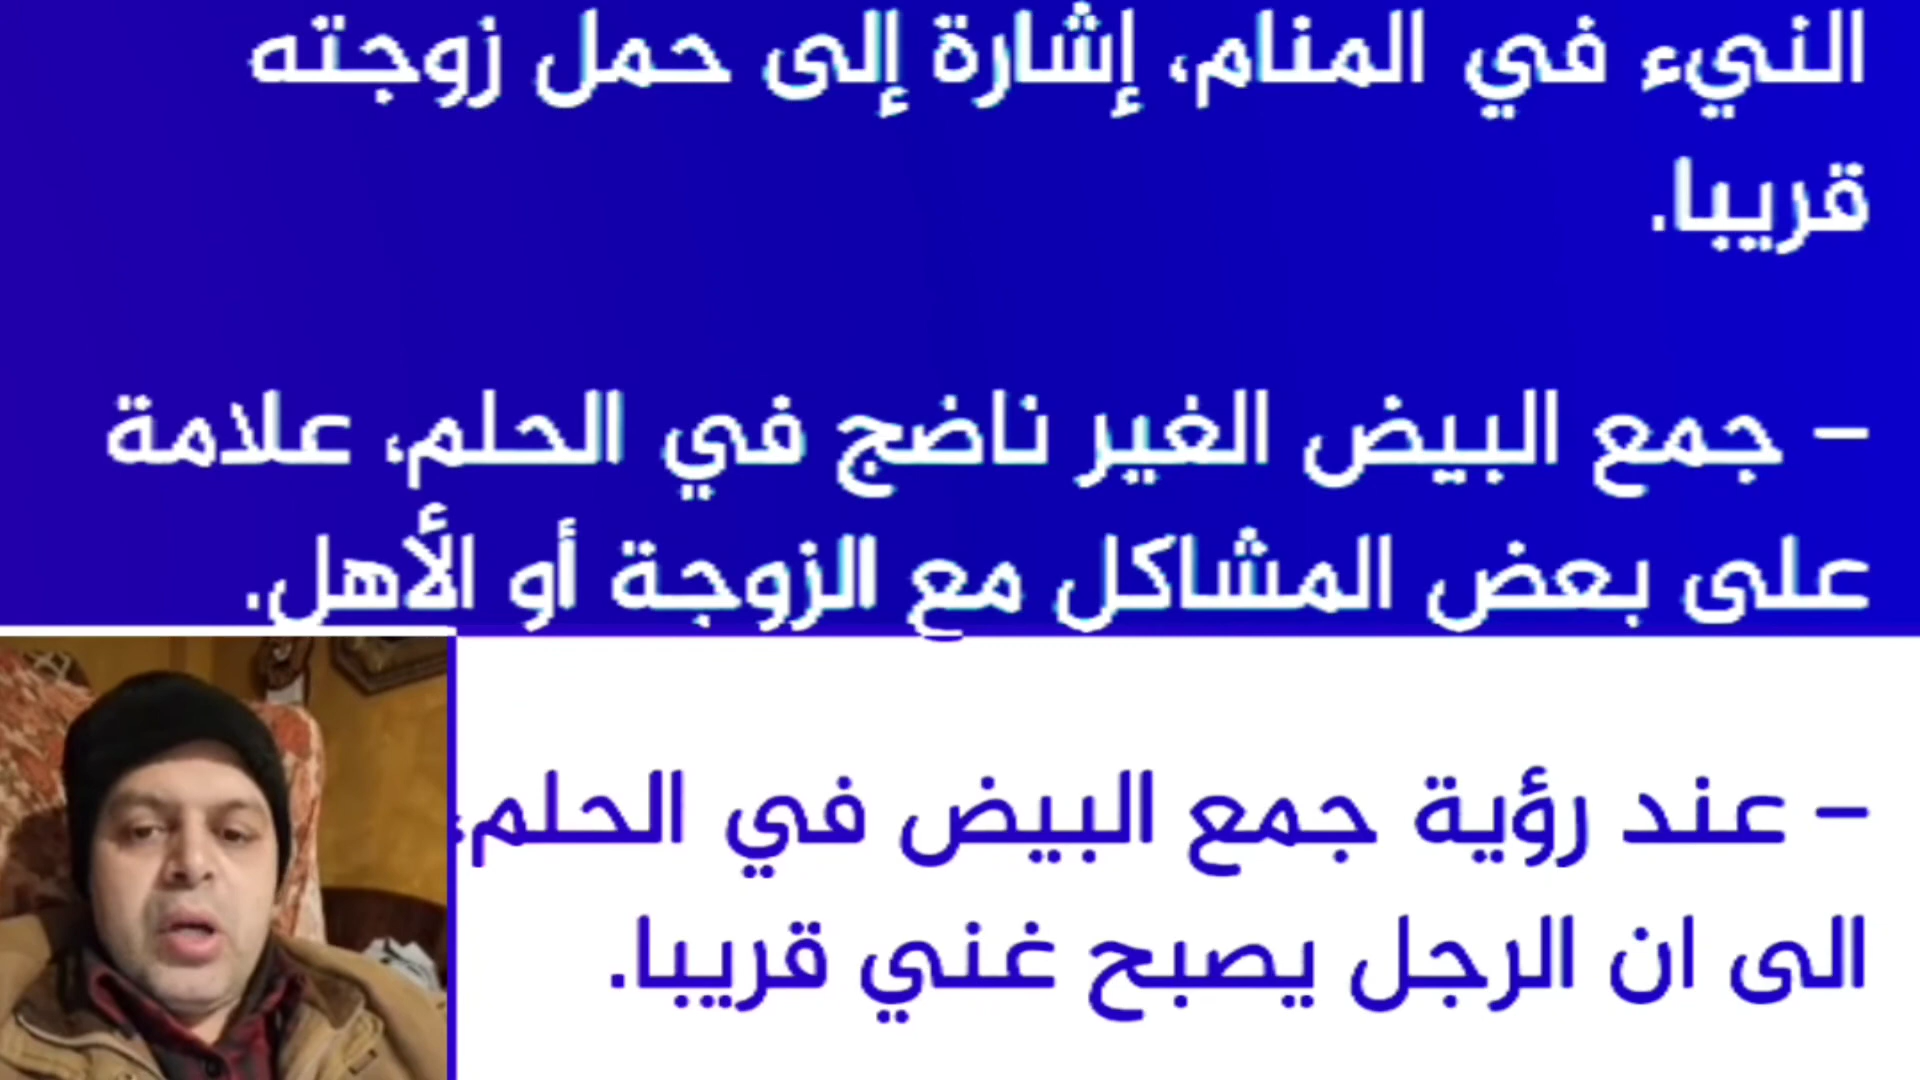 النيء في المنام، إشارة إلى حمل زوجته
قريبا.
– جمع البيض الغير ناضج في الحلم، علامة
على بعض المشاكل مع الزوجة أو الأهل.
– عند رؤية جمع البيض في الحلم،
الى ان الرجل يصبح غني قريبا.